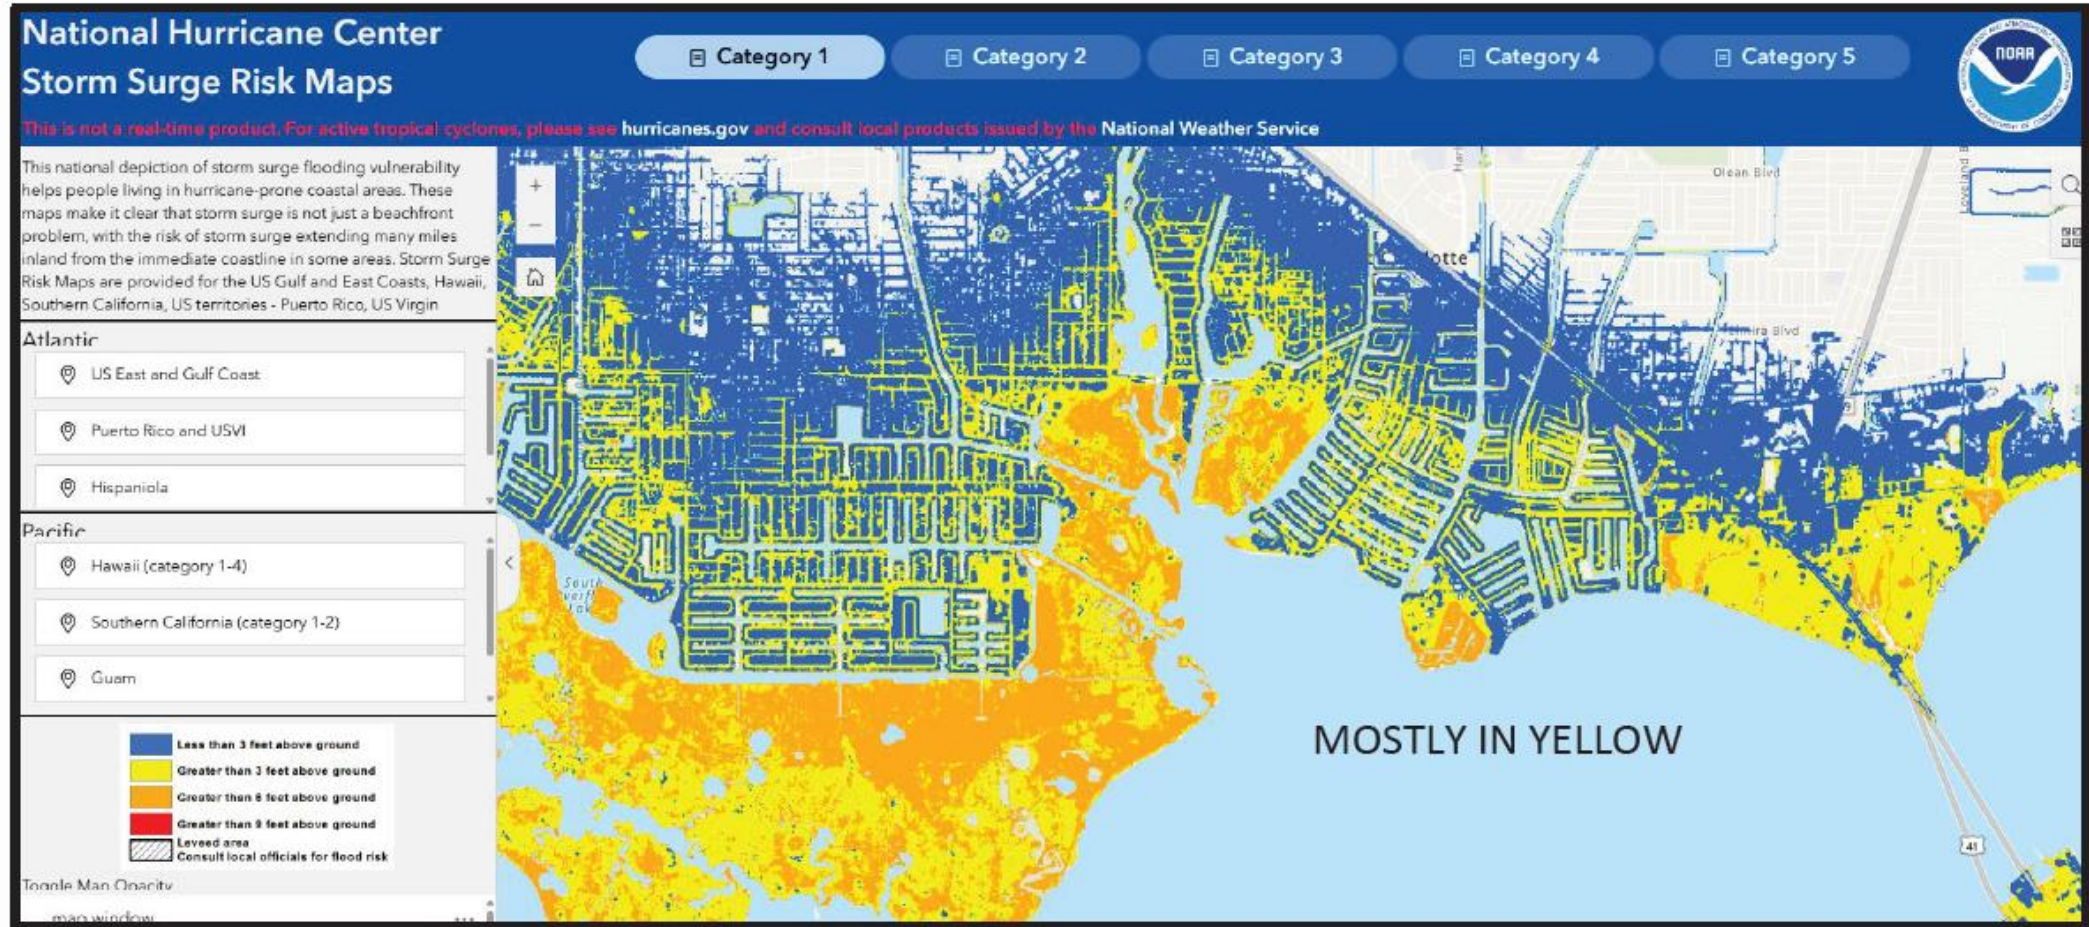 National Hurricane Center
Storm Surge Risk Maps
Category 1
Category 2
Category 3
Category 4
Category 5
NOAA
This is not a real-time product. For active tropical cyclones, please see hurricanes.gov and consult local products issued by the National Weather Service
This national depiction of storm surge flooding vulnerability
helps people living in hurricane-prone coastal areas. These
maps make it clear that storm surge is not just a beachfront
problem, with the risk of storm surge extending many miles
inland from the immediate coastline in some areas. Storm Surge
Risk Maps are provided for the US Gulf and East Coasts, Hawaii,
Southern California, US territories - Puerto Rico, US Virgin
Atlantic
US East and Gulf Coast
Puerto Rico and USVI
Hispaniola
Pacific
Hawaii (category 1-4)
Southern California (category 1-2)
Guam
Less than 3 feet above ground
Greater than 3 feet above ground
Greater than 6 feet above ground
Greater than 9 feet above ground
Leveed area
Consult local officials for flood risk
Toggle Map Opacity
map window
Olean Blvd
Loveland B
Har
otte
mira Blvd
South
MOSTLY IN YELLOW
41